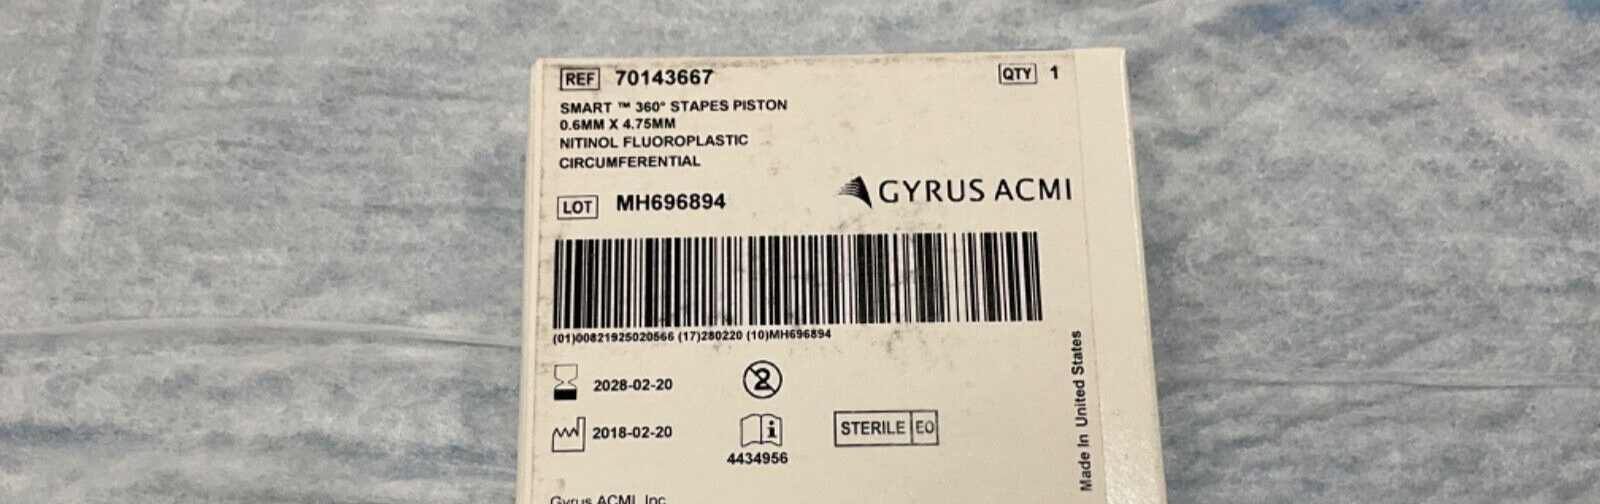 REF 70143667
QTY 1
SMART ™ 360° STAPES PISTON
0.6MM X 4.75MM
NITINOL FLUOROPLASTIC
CIRCUMFERENTIAL
LOT MH696894
GYRUS ACMI
(01)00821925020566 (17)280220 (10)MH696894
2028-02-20
2
2018-02-20
i
STERILE EO
4434956
Made In United States
Gyrus ACMI, Inc